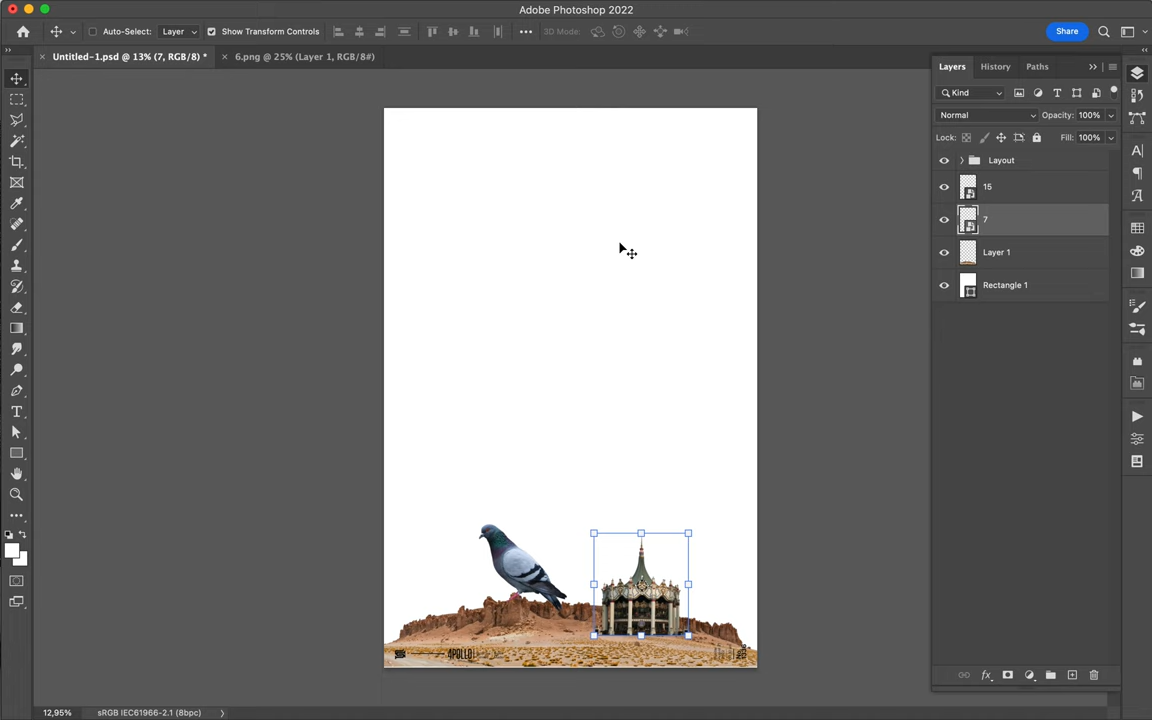 Adobe Photoshop 2022
Auto-Select: Layer Show Transform Controls 3D Mode: Share
Untitled-1.psd @ 13% (7, RGB/8) * 6.png @ 25% (Layer 1, RGB/8#)
Layers History Paths
Kind
Normal Opacity: 100%
Lock: Fill: 100%
Layout
15
7
Layer 1
Rectangle 1
APOLLO
12,95% sRGB IEC61966-2.1 (8bpc)